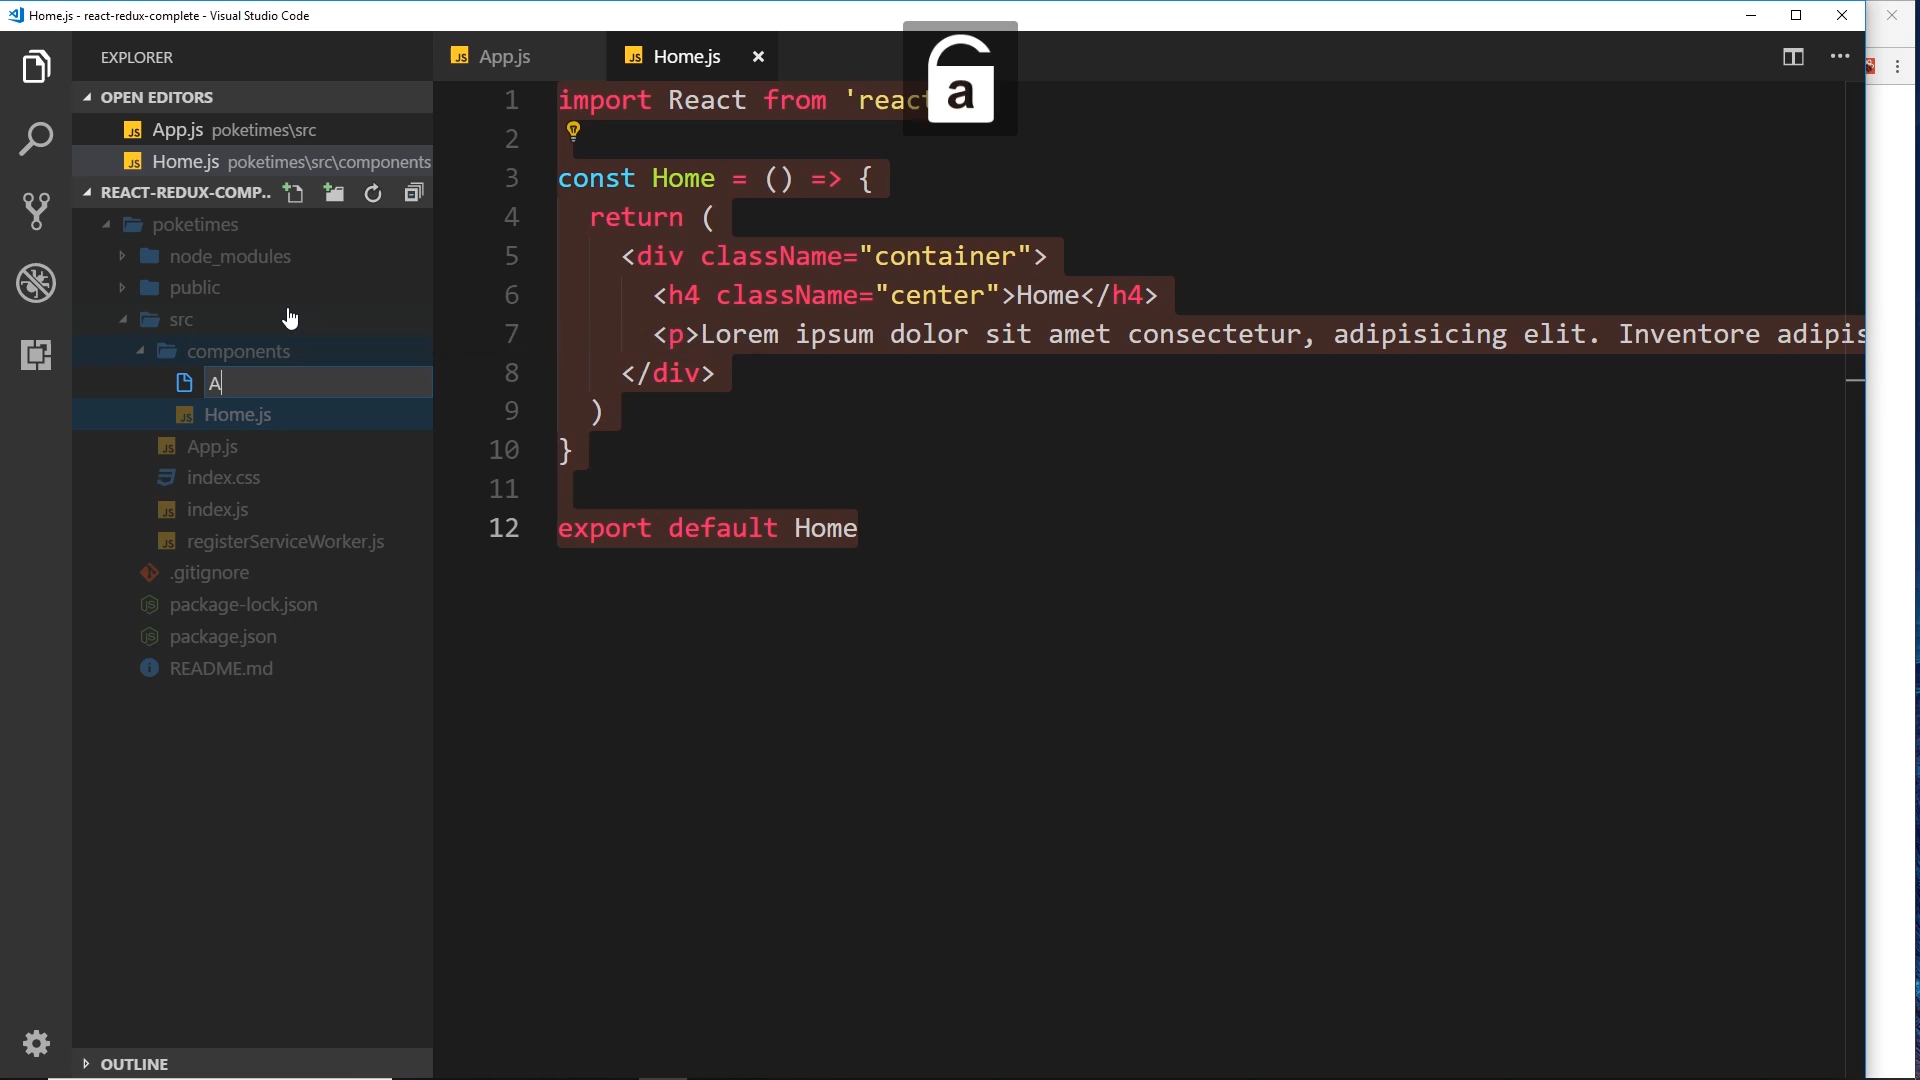 Home.js - react-redux-complete - Visual Studio Code
EXPLORER
OPEN EDITORS
App.js poketimes\src
Home.js poketimes\src\components
REACT-REDUX-COMP..
poketimes
node_modules
public
src
components
A
Home.js
App.js
index.css
index.js
registerServiceWorker.js
.gitignore
package-lock.json
package.json
README.md
OUTLINE
App.js
Home.js
a
1 import React from 'react
2
3 const Home = () => {
4 return (
5 <div className="container">
6 <h4 className="center">Home</h4>
7 <p>Lorem ipsum dolor sit amet consectetur, adipisicing elit. Inventore adipis
8 </div>
9 )
10 }
11
12 export default Home